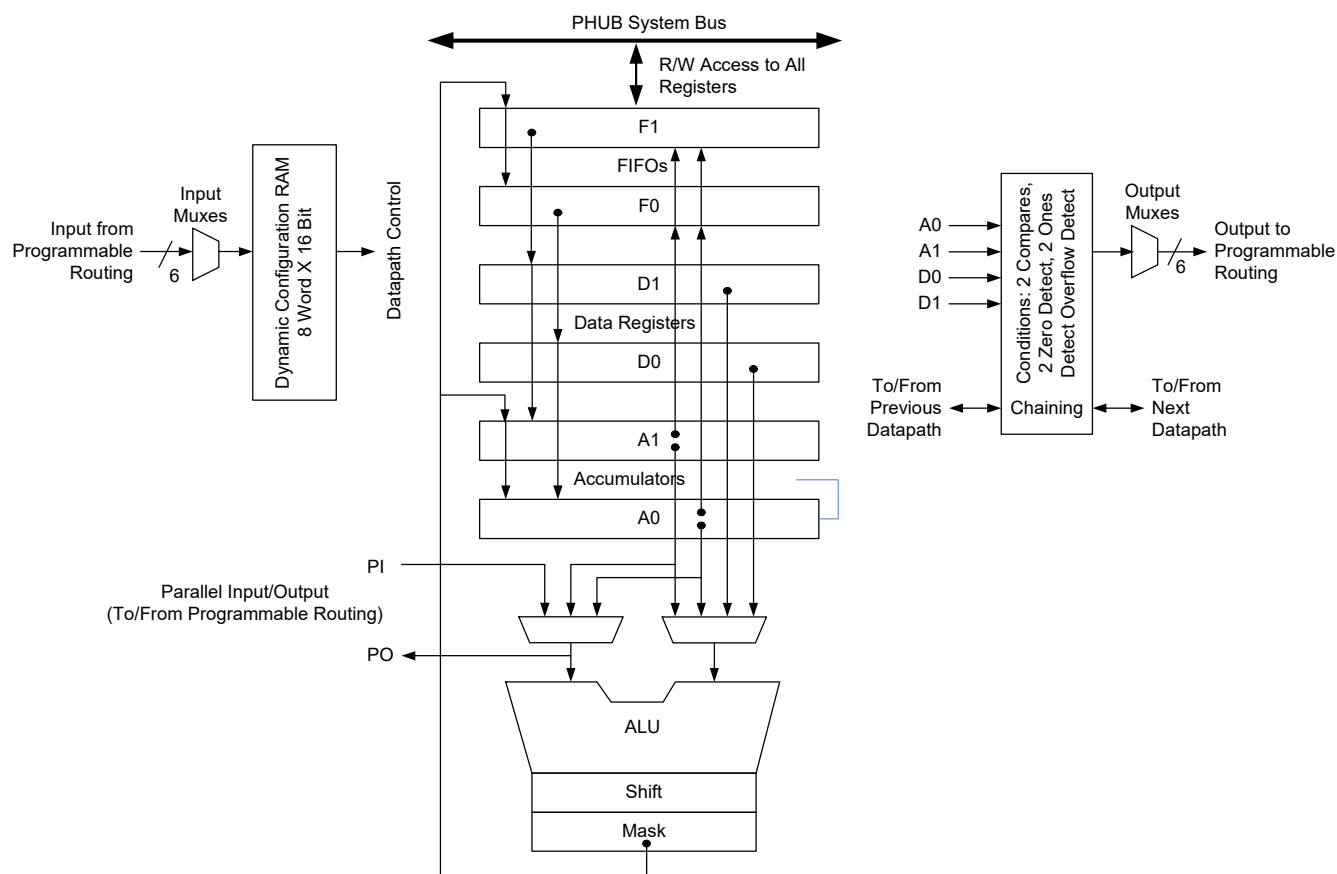 PHUB System Bus
R/W Access to All
Registers
F1
FIFOs
F0
D1
Data Registers
D0
A1
Accumulators
A0
Input from
Programmable
Routing
6
Input
Muxes
Dynamic Configuration RAM
8 Word X 16 Bit
Datapath Control
A0
A1
D0
D1
Conditions: 2 Compares,
2 Zero Detect, 2 Ones
Detect Overflow Detect
Output
Muxes
6
Output to
Programmable
Routing
To/From
Previous
Datapath
Chaining
To/From
Next
Datapath
PI
Parallel Input/Output
(To/From Programmable Routing)
PO
ALU
Shift
Mask